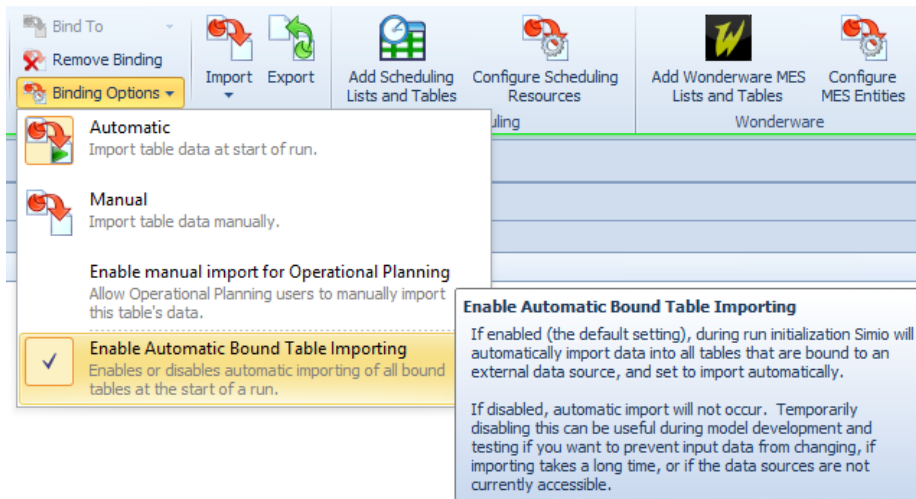 Bind To
Remove Binding
Binding Options
Import
Export
Add Scheduling
Lists and Tables
Configure Scheduling
Resources
Add Wonderware MES
Lists and Tables
Configure
MES Entities
uling
Wonderware
Automatic
Import table data at start of run.
Manual
Import table data manually.
Enable manual import for Operational Planning
Allow Operational Planning users to manually import
this table's data.
Enable Automatic Bound Table Importing
Enables or disables automatic importing of all bound
tables at the start of a run.
Enable Automatic Bound Table Importing
If enabled (the default setting), during run initialization Simio will
automatically import data into all tables that are bound to an
external data source, and set to import automatically.
If disabled, automatic import will not occur.  Temporarily
disabling this can be useful during model development and
testing if you want to prevent input data from changing, if
importing takes a long time, or if the data sources are not
currently accessible.